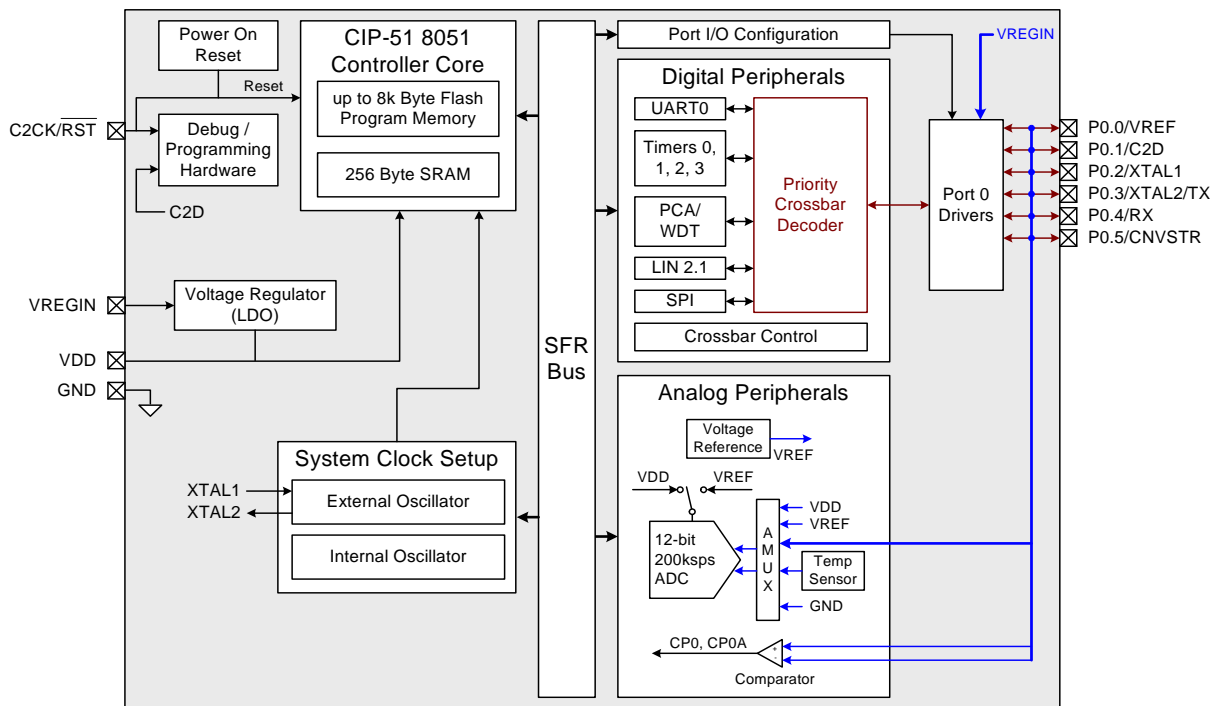 Power On
Reset
Reset
C2CK/RST
Debug /
Programming
Hardware
C2D
CIP-51 8051
Controller Core
up to 8k Byte Flash
Program Memory
256 Byte SRAM
VREGIN
Voltage Regulator
(LDO)
VDD
GND
System Clock Setup
XTAL1
XTAL2
External Oscillator
Internal Oscillator
SFR
Bus
Port I/O Configuration
Digital Peripherals
UART0
Timers 0,
1, 2, 3
PCA/
WDT
LIN 2.1
SPI
Priority
Crossbar
Decoder
Crossbar Control
VREGIN
Port 0
Drivers
P0.0/VREF
P0.1/C2D
P0.2/XTAL1
P0.3/XTAL2/TX
P0.4/RX
P0.5/CNVSTR
Analog Peripherals
Voltage
Reference
VREF
VDD
VREF
12-bit
200ksps
ADC
A
M
U
X
VDD
VREF
Temp
Sensor
GND
CP0, CP0A
+
-
Comparator